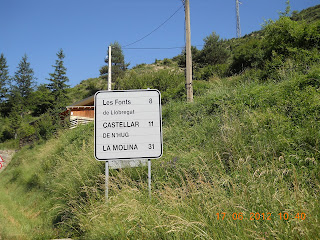 Les Fonts 8
de Llobregat
CASTELLAR 11
DE N'HUG
LA MOLINA 31